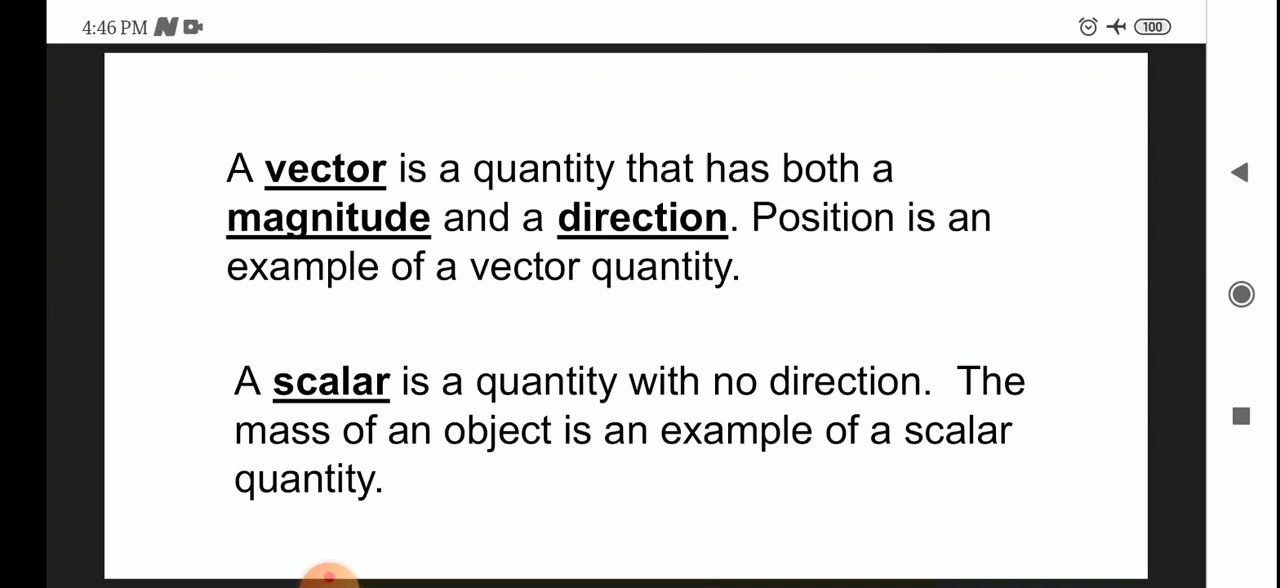 4:46 PM
100
A vector is a quantity that has both a
magnitude and a direction. Position is an
example of a vector quantity.
A scalar is a quantity with no direction.  The
mass of an object is an example of a scalar
quantity.